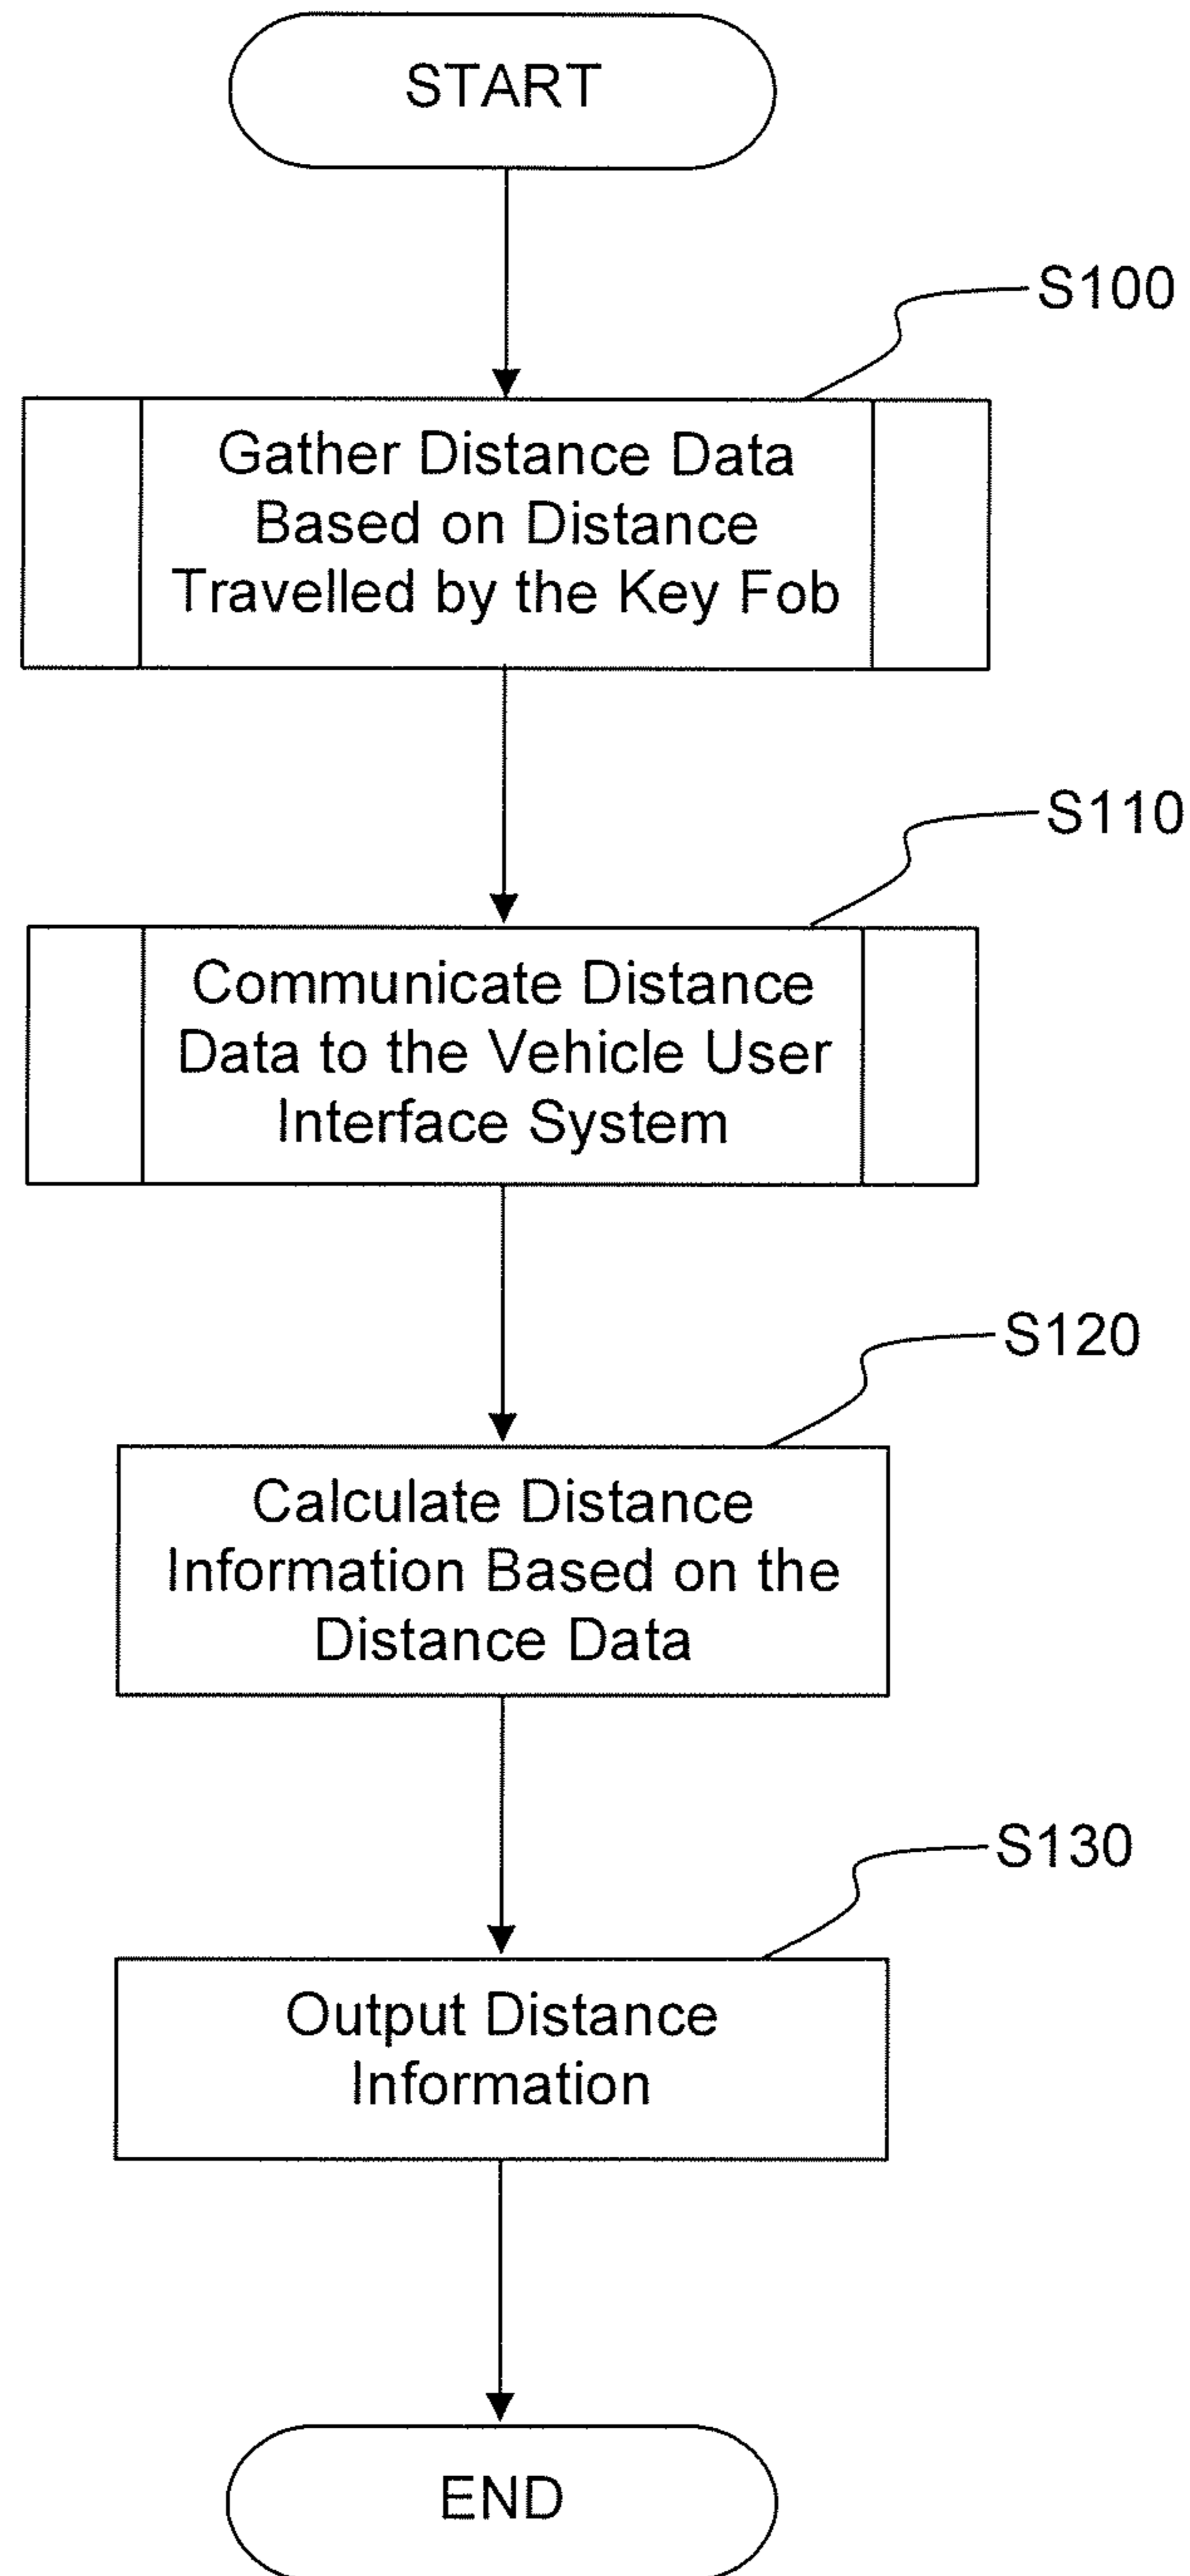 START
S100
Gather Distance Data
Based on Distance
Travelled by the Key Fob
S110
Communicate Distance
Data to the Vehicle User
Interface System
S120
Calculate Distance
Information Based on the
Distance Data
S130
Output Distance
Information
END